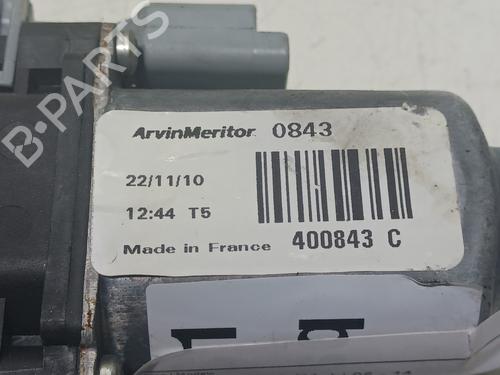 B-PARTS
ArvinMeritor 0843
22/11/10
12:44 T5
Made in France
400843 C